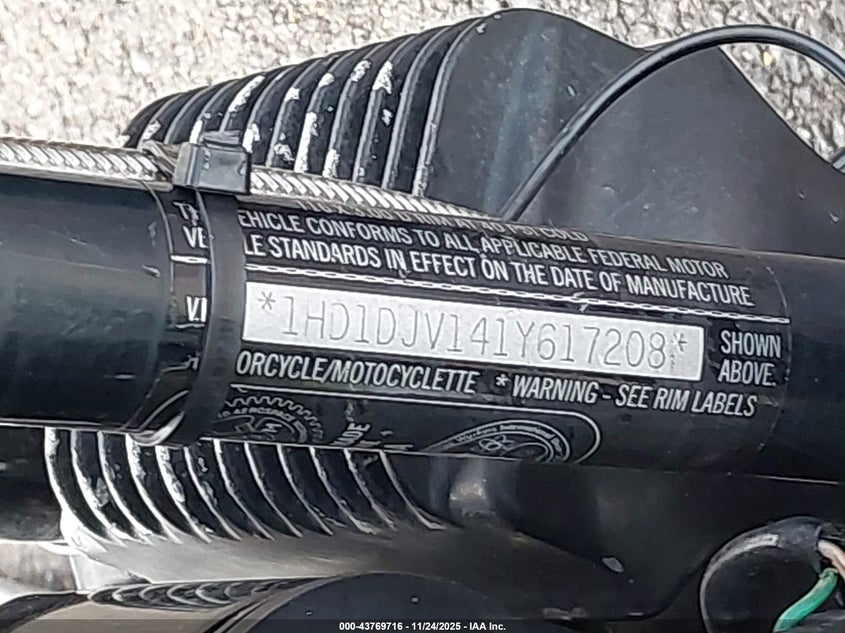 VEHICLE CONFORMS TO ALL APPLICABLE FEDERAL MOTOR
LE STANDARDS IN EFFECT ON THE DATE OF MANUFACTURE
V.I
*1HD1DJV141Y617208*
SHOWN
ABOVE.
ORCYCLE/MOTOCYCLETTE * WARNING - SEE RIM LABELS
000-43769716 - 11/24/2025 - IAA Inc.